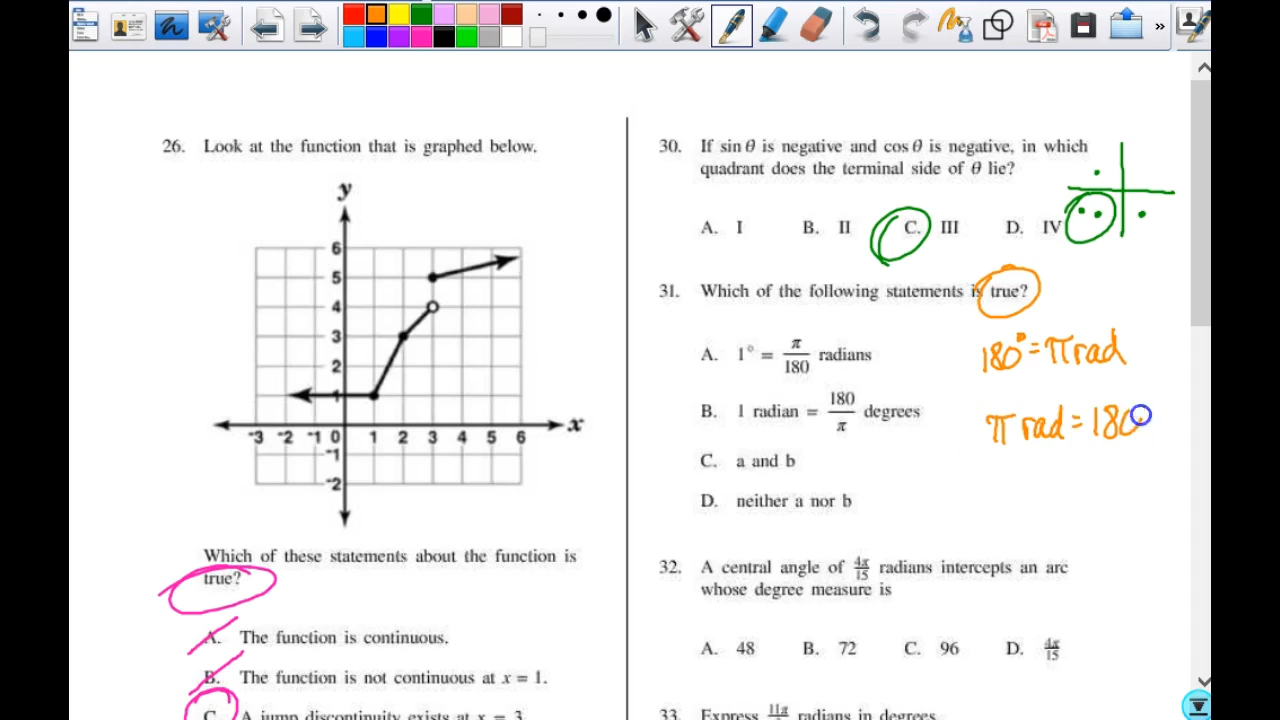 »
26. Look at the function that is graphed below.
y
6
5
4
3
2
1
-3 -2 -1 0 1 2 3 4 5 6 x
-1
-2
Which of these statements about the function is
true?
A. The function is continuous.
B. The function is not continuous at x = 1.
C. A jump discontinuity exists at x = 3.
30. If sin θ is negative and cos θ is negative, in which
quadrant does the terminal side of θ lie?
A. I B. II C. III D. IV
31. Which of the following statements is true?
A. 1° = π/180 radians
B. 1 radian = 180/π degrees
C. a and b
D. neither a nor b
180° = π rad
π rad = 180
32. A central angle of 4π/15 radians intercepts an arc
whose degree measure is
A. 48 B. 72 C. 96 D. 4π/15
33. Express 11π radians in degrees.